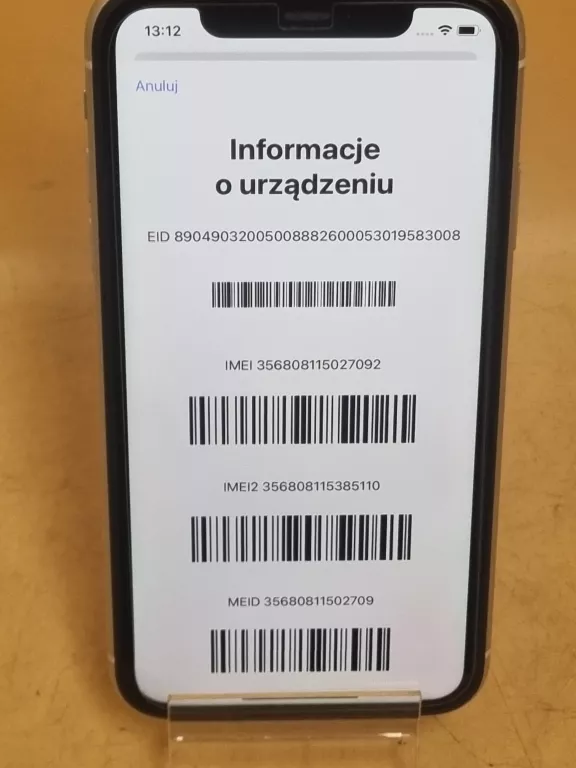 13:12
Anuluj
Informacje
o urządzeniu
EID 89049032005008882600053019583008
IMEI 356808115027092
IMEI2 356808115385110
MEID 35680811502709